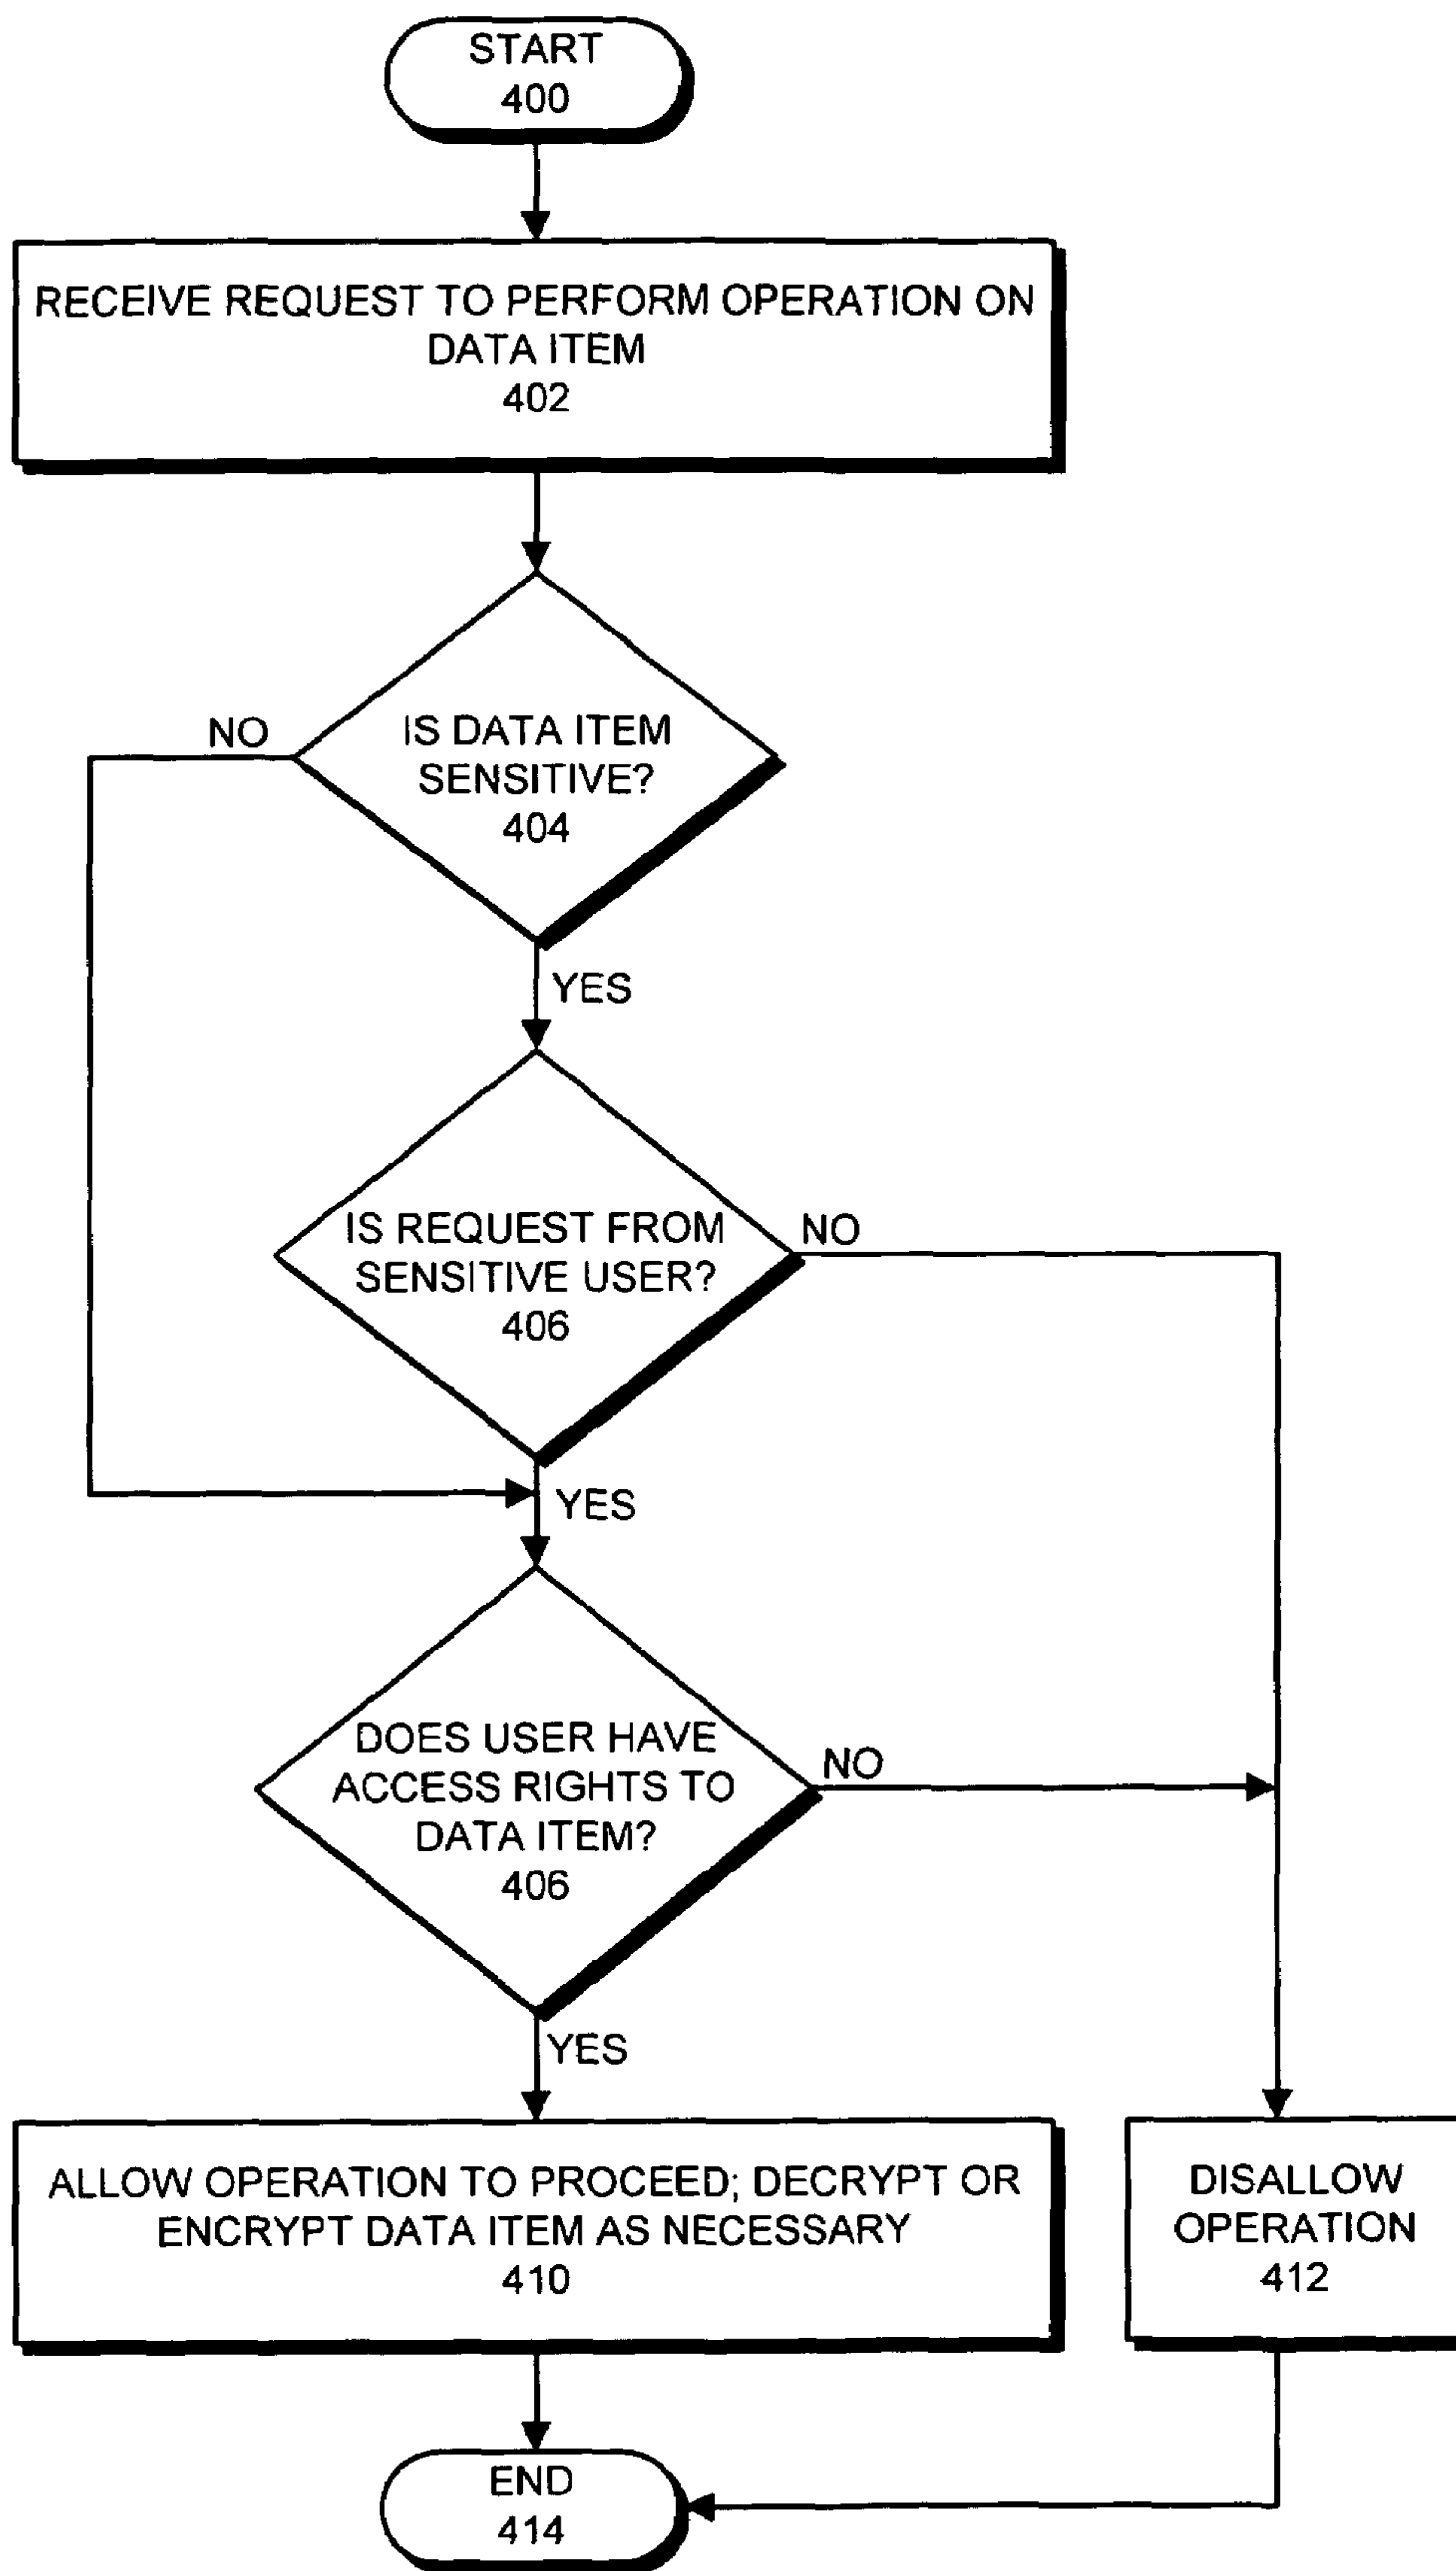 START
400
RECEIVE REQUEST TO PERFORM OPERATION ON
DATA ITEM
402
NO
IS DATA ITEM
SENSITIVE?
404
YES
IS REQUEST FROM
SENSITIVE USER?
406
NO
YES
DOES USER HAVE
ACCESS RIGHTS TO
DATA ITEM?
406
NO
YES
ALLOW OPERATION TO PROCEED; DECRYPT OR
ENCRYPT DATA ITEM AS NECESSARY
410
DISALLOW
OPERATION
412
END
414